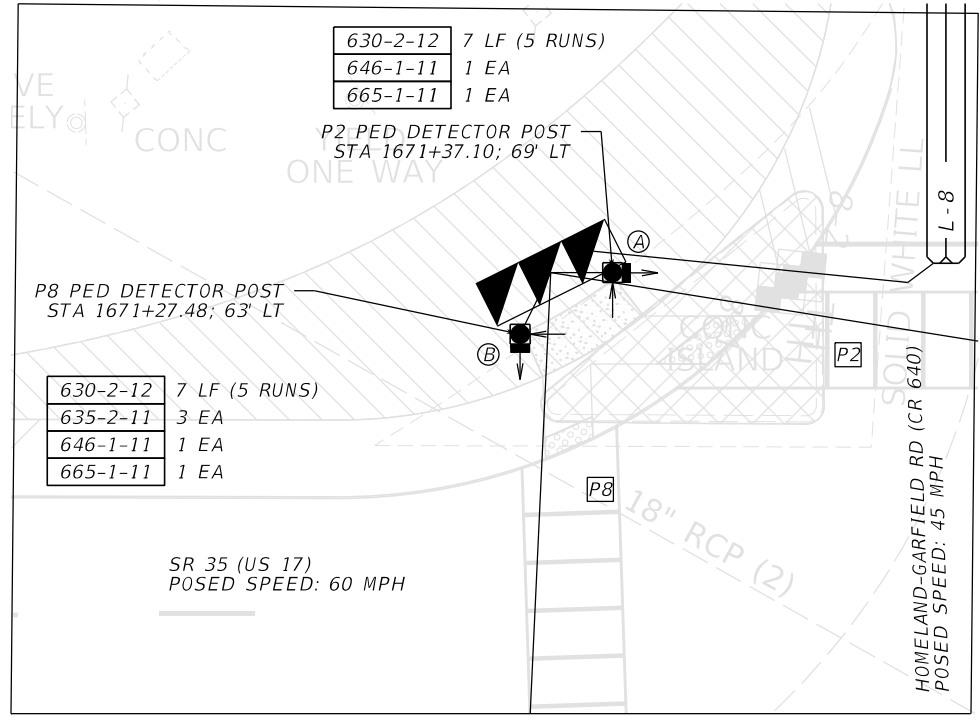 630-2-12 7 LF (5 RUNS)
646-1-11 1 EA
665-1-11 1 EA
P2 PED DETECTOR POST
STA 1671+37.10; 69' LT
VE
ELY
CONC
YIELD
ONE WAY
A
L-8
WHITE LL
SOLID
P8 PED DETECTOR POST
STA 1671+27.48; 63' LT
B
CONC
ISLAND
P2
630-2-12 7 LF (5 RUNS)
635-2-11 3 EA
646-1-11 1 EA
665-1-11 1 EA
P8
18" RCP (2)
SR 35 (US 17)
POSED SPEED: 60 MPH
HOMELAND-GARFIELD RD (CR 640)
POSED SPEED: 45 MPH